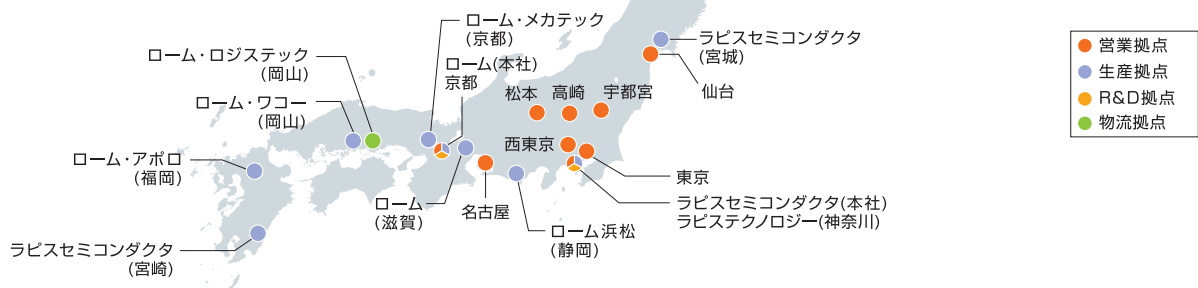 ローム・メカテック
(京都)
ラピスセミコンダクタ
(宮城)
ローム・ロジステック
(岡山)
ローム(本社)
京都
ローム・ワコー
(岡山)
松本
高崎
宇都宮
仙台
西東京
ローム・アポロ
(福岡)
東京
ローム
(滋賀)
名古屋
ラピスセミコンダクタ(本社)
ラピステクノロジー(神奈川)
ローム浜松
(静岡)
ラピスセミコンダクタ
(宮崎)
営業拠点
生産拠点
R&D拠点
物流拠点